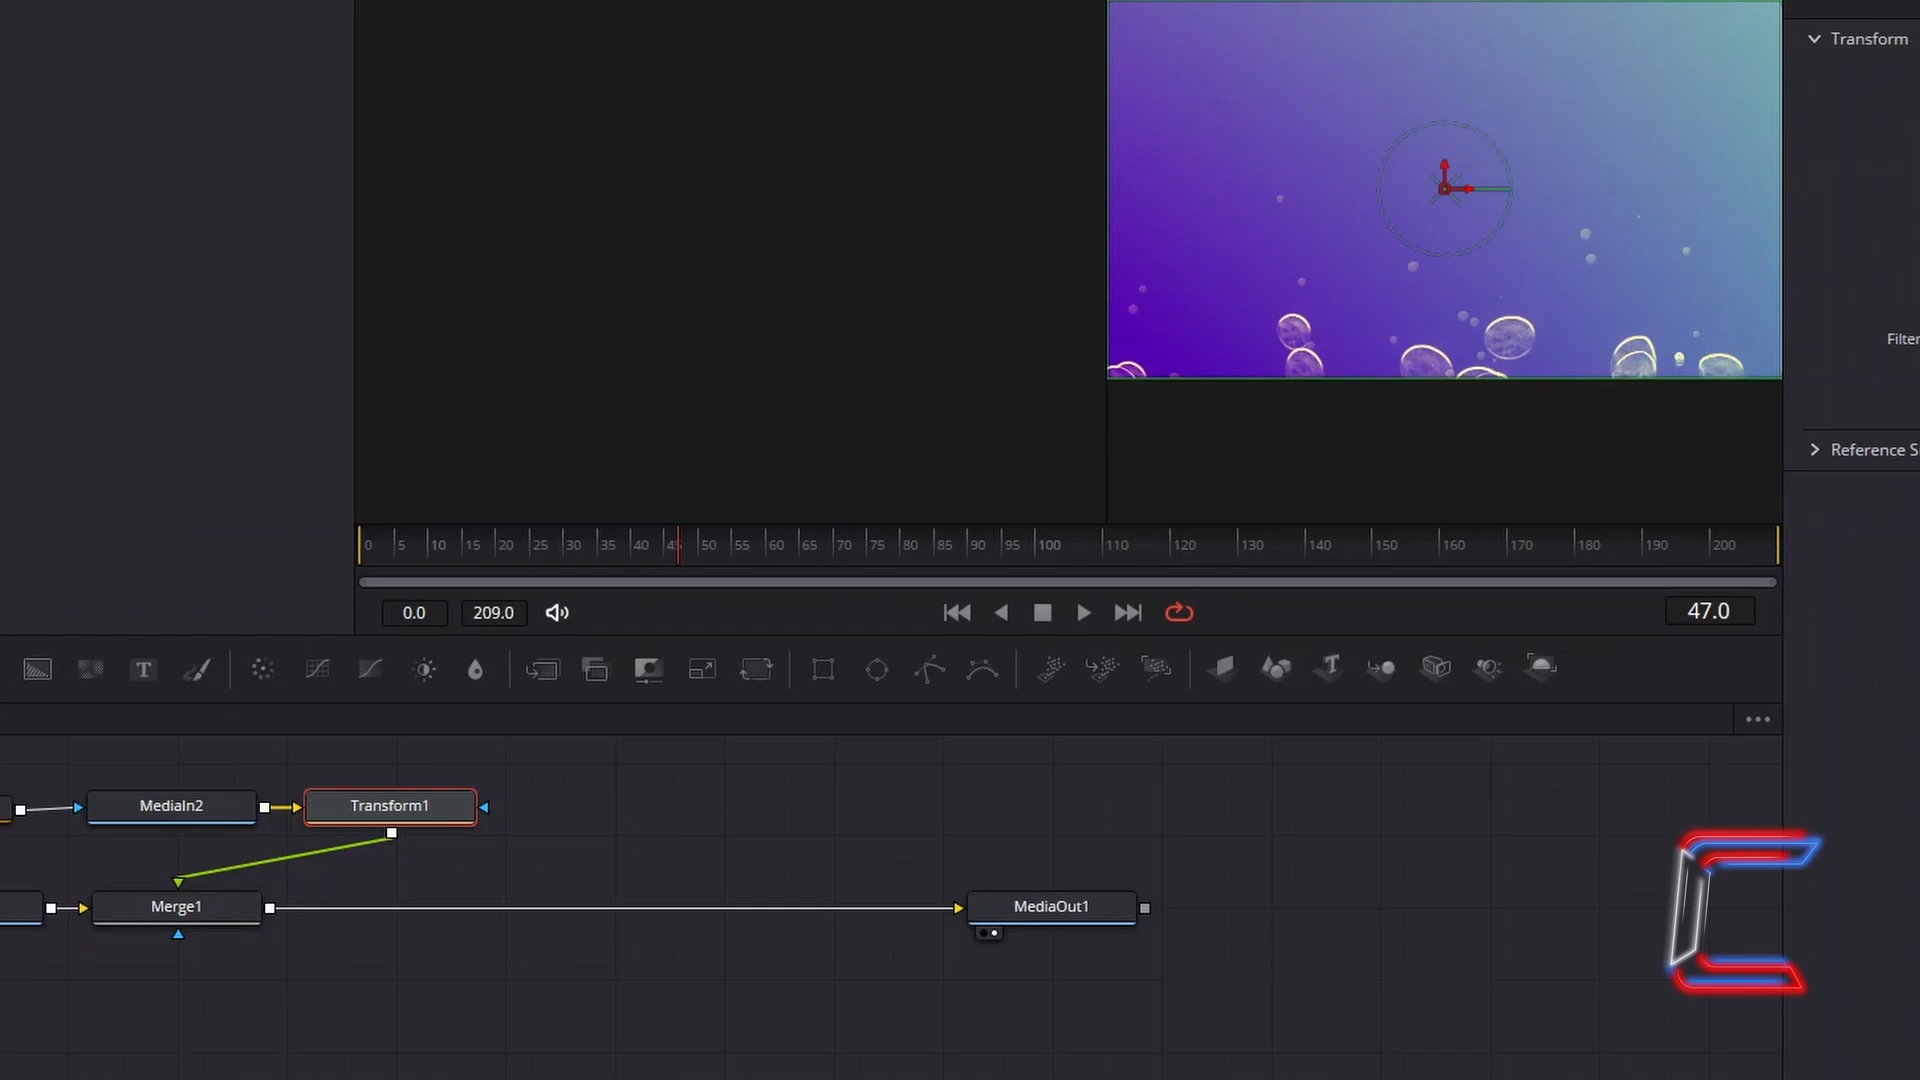 Transform
Filter
Reference S
0 5 10 15 20 25 30 35 40 45 50 55 60 65 70 75 80 85 90 95 100 110 120 130 140 150 160 170 180 190 200
0.0 209.0 47.0
T
MediaIn2 Transform1
Merge1 MediaOut1